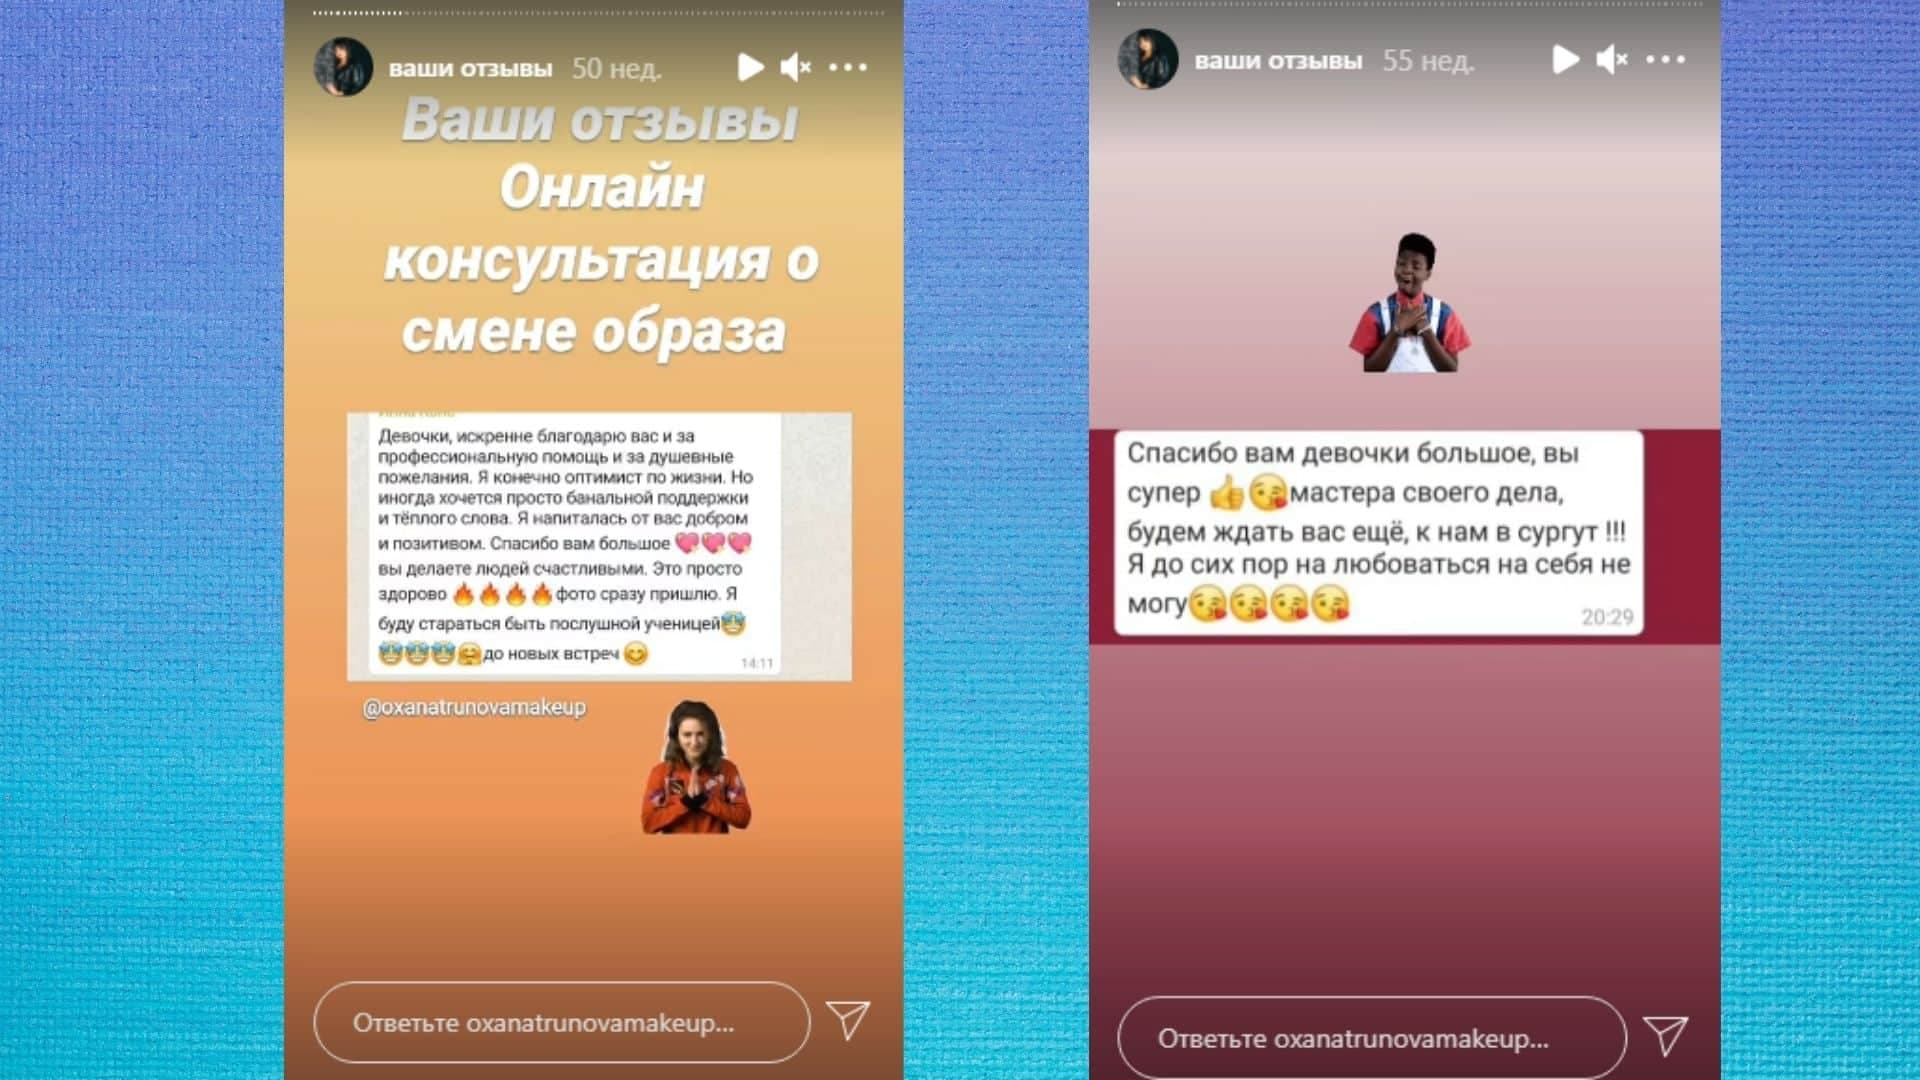 ваши отзывы 50 нед.
Ваши отзывы
Онлайн
консультация о
смене образа
Девочки, искренне благодарю вас и за
профессиональную помощь и за душевные
пожелания. Я конечно оптимист по жизни. Но
иногда хочется просто банальной поддержки
и тёплого слова. Я напиталась от вас добром
и позитивом. Спасибо вам большое 💘💘💘
вы делаете людей счастливыми. Это просто
здорово 🔥🔥🔥🔥фото сразу пришлю. Я
буду стараться быть послушной ученицей🤩
🤩🤩🤩🤗до новых встреч 😊
14:11
@oxanatrunovamakeup
Ответьте oxanatrunovamakeup...
ваши отзывы 55 нед.
Спасибо вам девочки большое, вы
супер 👍😘мастера своего дела,
будем ждать вас ещё, к нам в сургут !!!
Я до сих пор на любоваться на себя не
могу😘😘😘😘
20:29
Ответьте oxanatrunovamakeup...